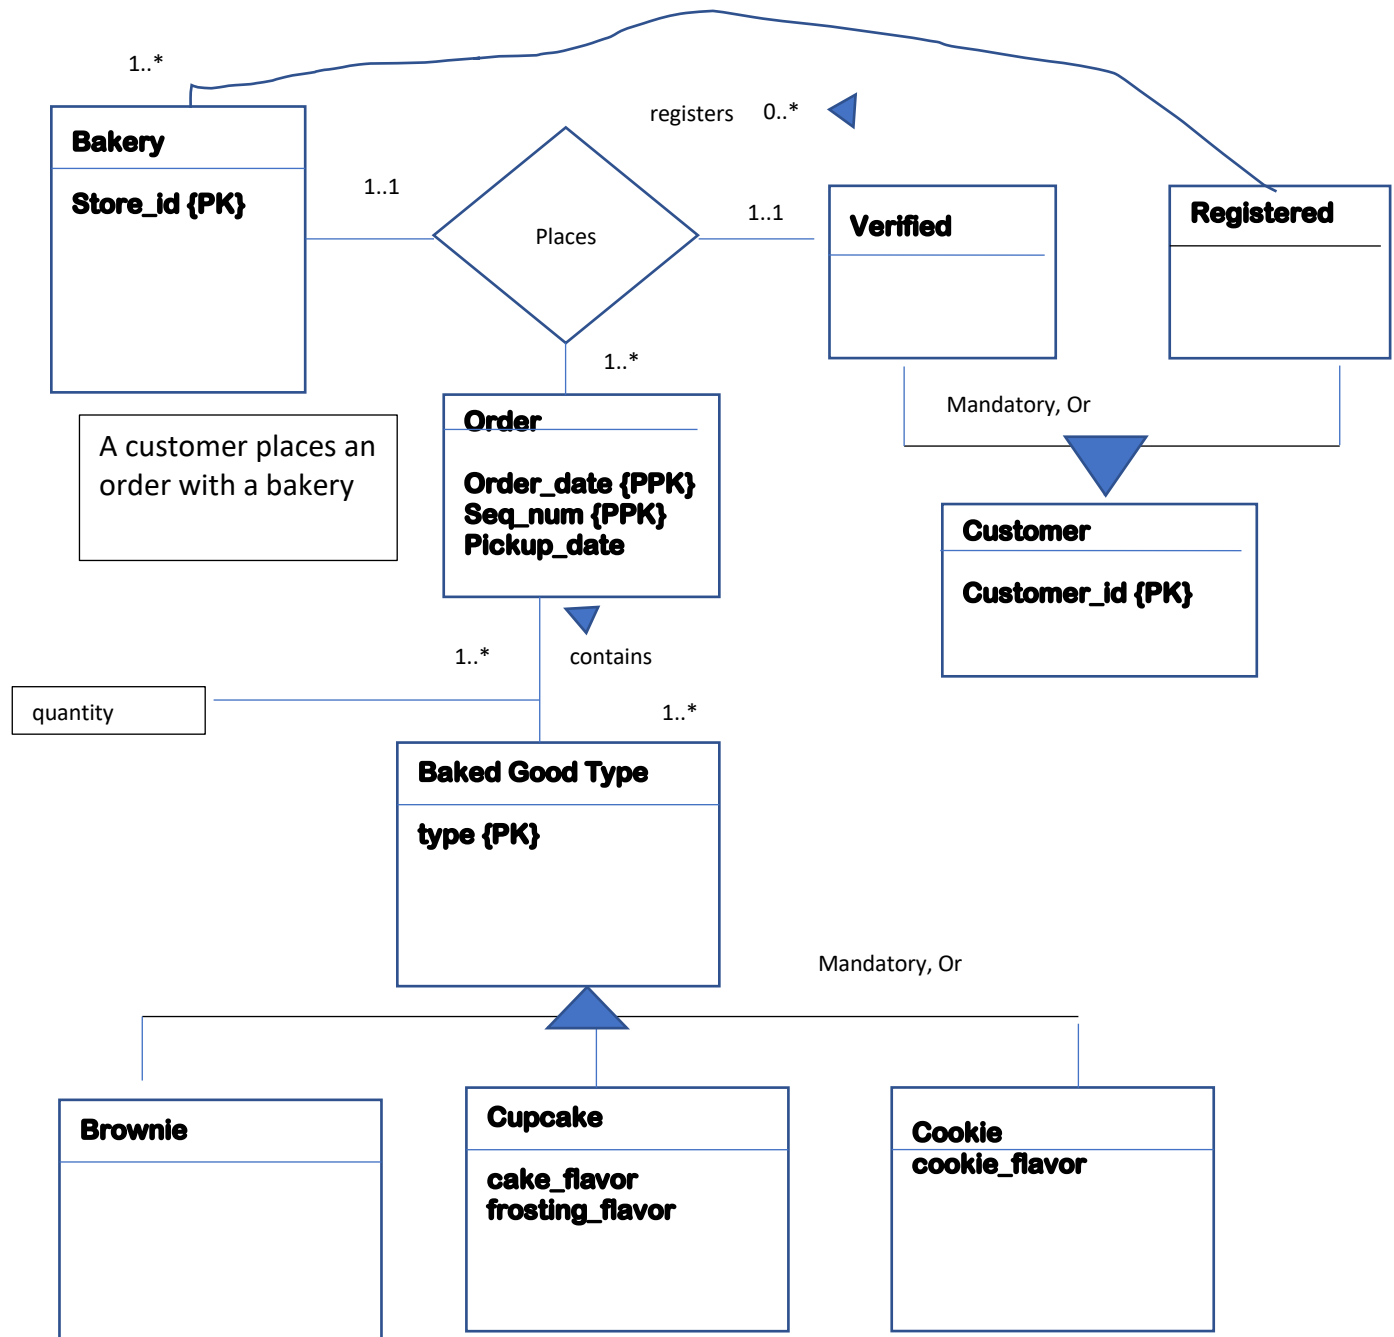 1..*
registers 0..*
Bakery
Store_id {PK}
1..1
Places
1..1
Verified
Registered
1..*
Mandatory, Or
A customer places an
order with a bakery
Order
Order_date {PPK}
Seq_num {PPK}
Pickup_date
Customer
Customer_id {PK}
1..*
contains
quantity
1..*
Baked Good Type
type {PK}
Mandatory, Or
Brownie
Cupcake
cake_flavor
frosting_flavor
Cookie
cookie_flavor